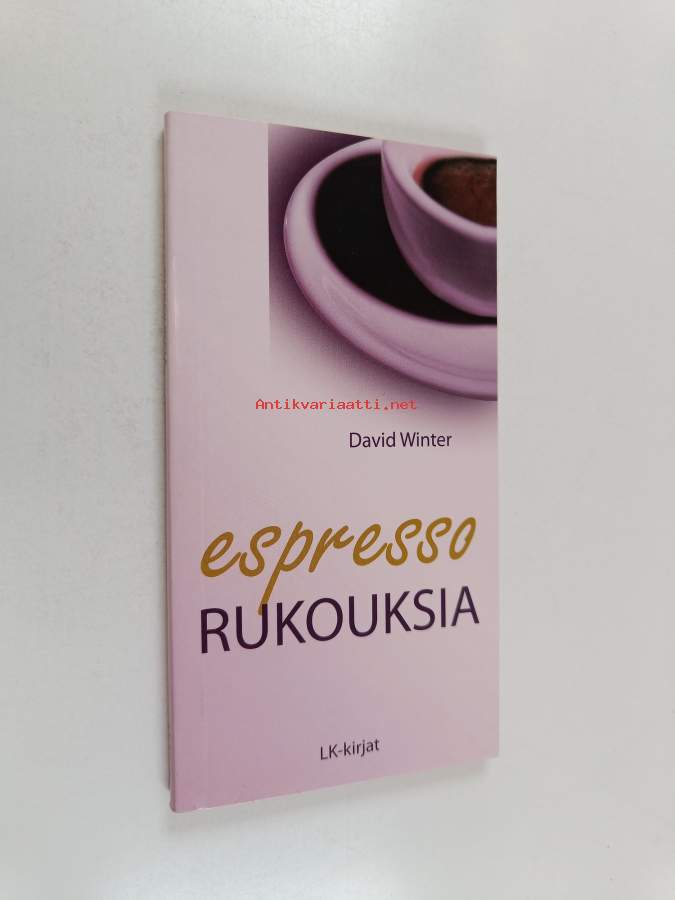 Antikvariaatti.net
David Winter
espresso
RUKOUKSIA
LK-kirjat